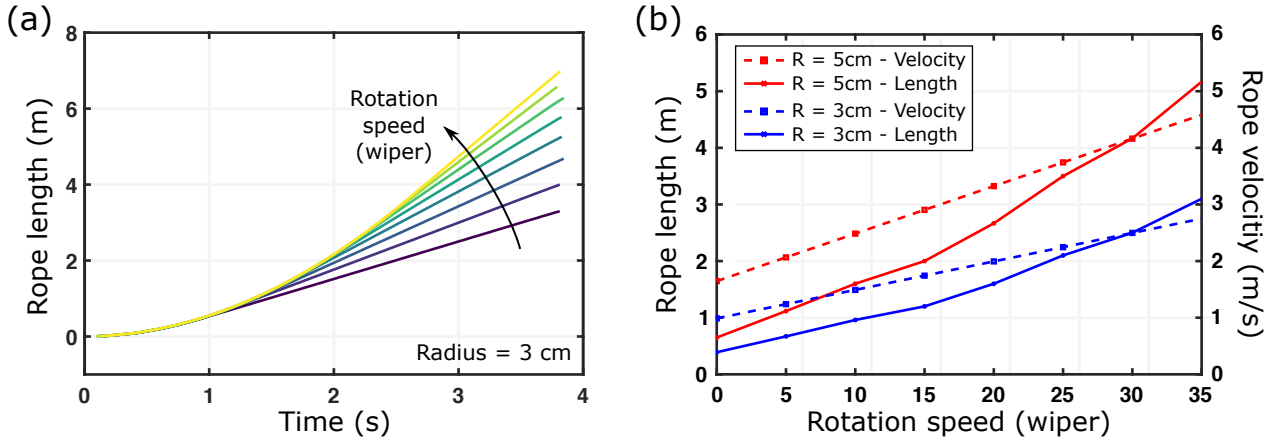 (a)
Rope length (m)
8
6
4
2
0
Rotation
speed
(wiper)
Radius = 3 cm
0 1 2 3 4
Time (s)
(b)
Rope length (m)
6
5
4
3
2
1
0
R = 5cm - Velocity
R = 5cm - Length
R = 3cm - Velocity
R = 3cm - Length
0 5 10 15 20 25 30 35
Rotation speed (wiper)
6
5
4
3
2
1
0
Rope velocitiy (m/s)